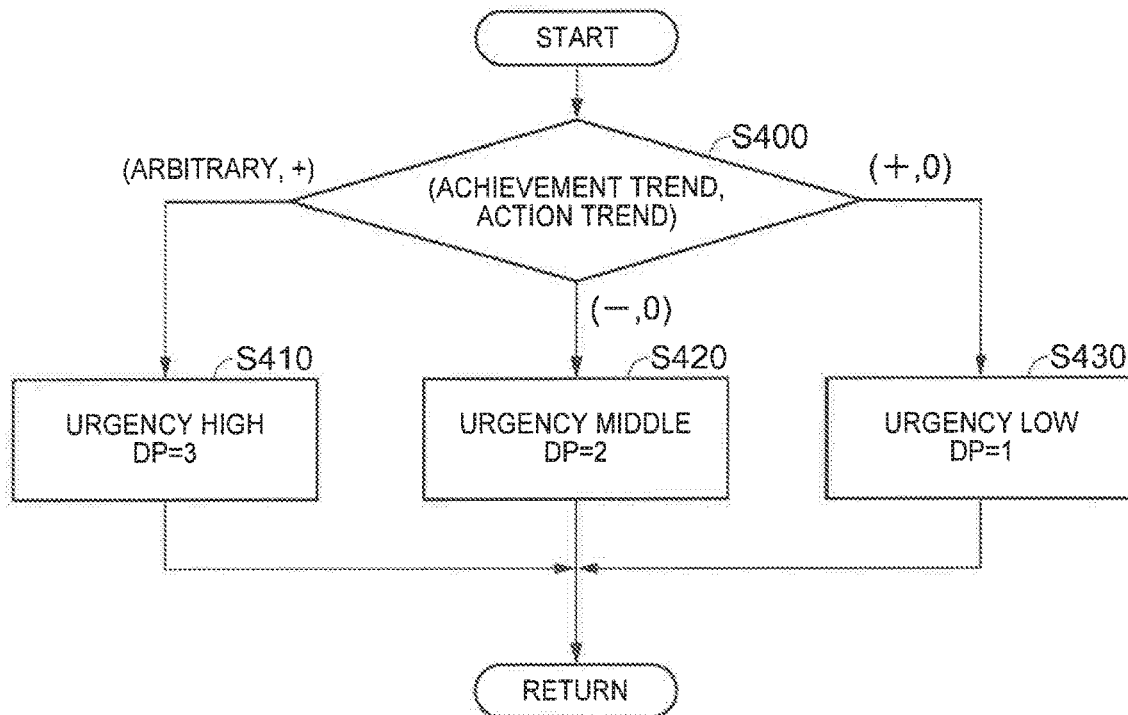 START
S400
(ARBITRARY, +)
(+,0)
(ACHIEVEMENT TREND,
ACTION TREND)
(−,0)
S410
S420
S430
URGENCY HIGH
DP=3
URGENCY MIDDLE
DP=2
URGENCY LOW
DP=1
RETURN